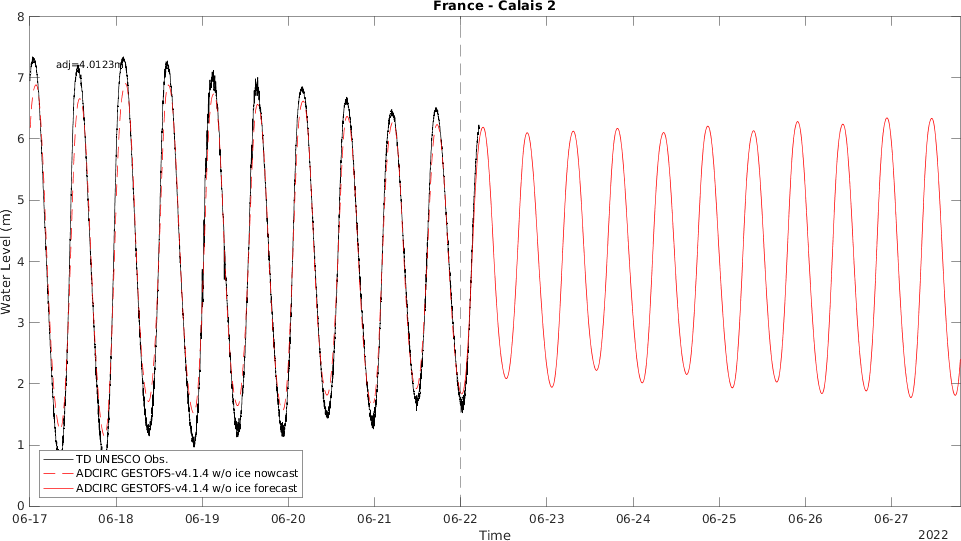 France - Calais 2
8
adj=4.0123m
7
6
5
4
3
2
1
0
Water Level (m)
TD UNESCO Obs.
ADCIRC GESTOFS-v4.1.4 w/o ice nowcast
ADCIRC GESTOFS-v4.1.4 w/o ice forecast
06-17 06-18 06-19 06-20 06-21 06-22 06-23 06-24 06-25 06-26 06-27
Time
2022